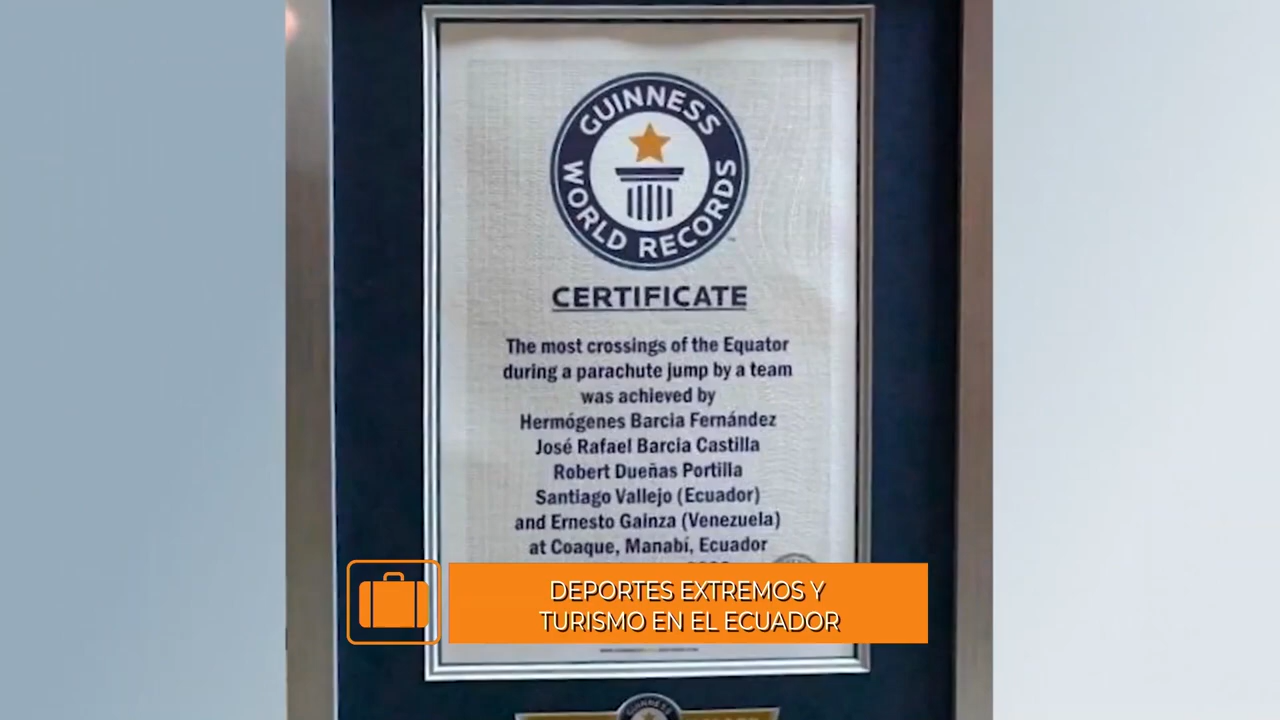 GUINNESS
WORLD RECORDS
CERTIFICATE
The most crossings of the Equator
during a parachute jump by a team
was achieved by
Hermógenes Barcia Fernández
José Rafael Barcia Castilla
Robert Dueñas Portilla
Santiago Vallejo (Ecuador)
and Ernesto Gainza (Venezuela)
at Coaque, Manabí, Ecuador
DEPORTES EXTREMOS Y
TURISMO EN EL ECUADOR
GUINNESS